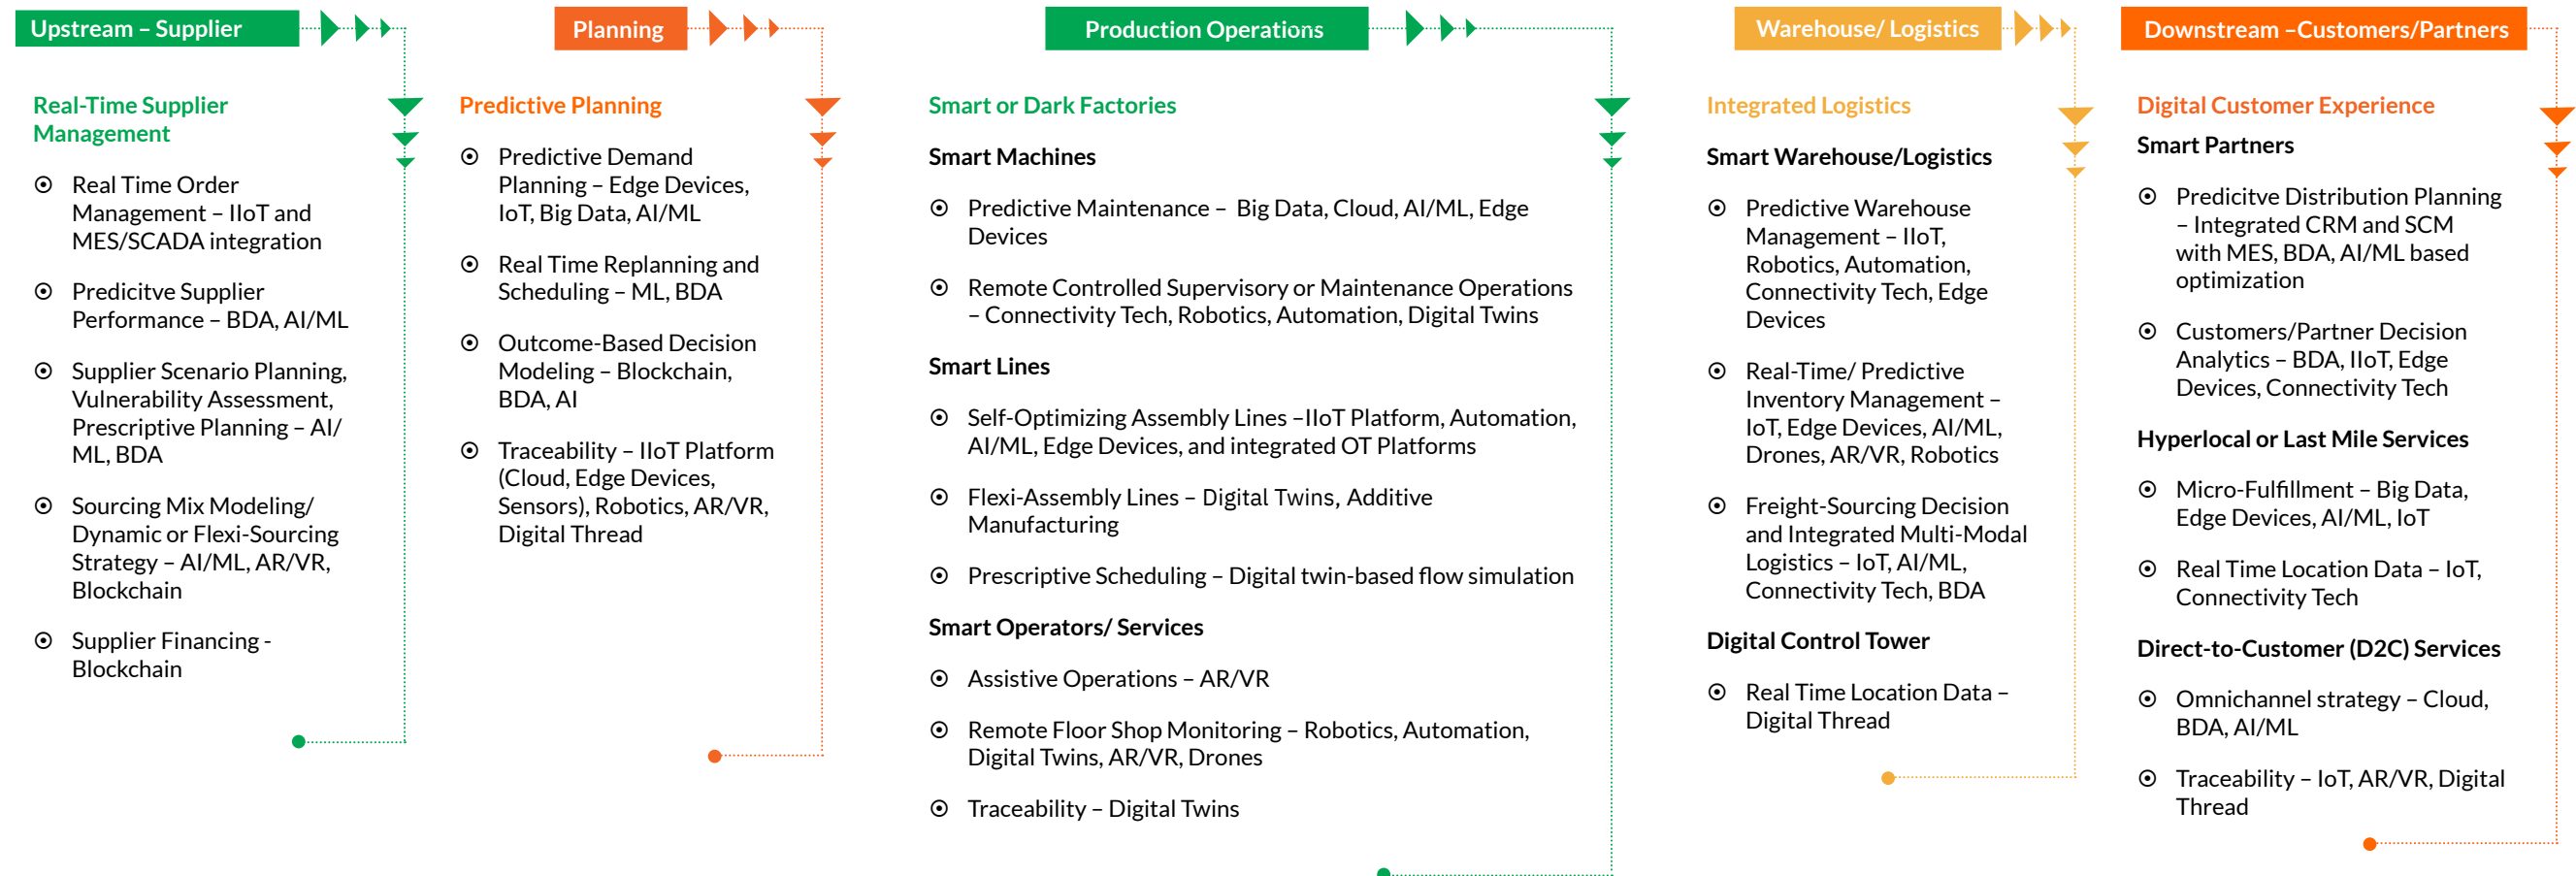 Upstream – Supplier
Real-Time Supplier
Management
Real Time Order
Management – IIoT and
MES/SCADA integration
Predicitve Supplier
Performance – BDA, AI/ML
Supplier Scenario Planning,
Vulnerability Assessment,
Prescriptive Planning – AI/
ML, BDA
Sourcing Mix Modeling/
Dynamic or Flexi-Sourcing
Strategy – AI/ML, AR/VR,
Blockchain
Supplier Financing -
Blockchain
Planning
Predictive Planning
Predictive Demand
Planning – Edge Devices,
IoT, Big Data, AI/ML
Real Time Replanning and
Scheduling – ML, BDA
Outcome-Based Decision
Modeling – Blockchain,
BDA, AI
Traceability – IIoT Platform
(Cloud, Edge Devices,
Sensors), Robotics, AR/VR,
Digital Thread
Production Operations
Smart or Dark Factories
Smart Machines
Predictive Maintenance – Big Data, Cloud, AI/ML, Edge
Devices
Remote Controlled Supervisory or Maintenance Operations
– Connectivity Tech, Robotics, Automation, Digital Twins
Smart Lines
Self-Optimizing Assembly Lines –IIoT Platform, Automation,
AI/ML, Edge Devices, and integrated OT Platforms
Flexi-Assembly Lines – Digital Twins, Additive
Manufacturing
Prescriptive Scheduling – Digital twin-based flow simulation
Smart Operators/ Services
Assistive Operations – AR/VR
Remote Floor Shop Monitoring – Robotics, Automation,
Digital Twins, AR/VR, Drones
Traceability – Digital Twins
Warehouse/ Logistics
Integrated Logistics
Smart Warehouse/Logistics
Predictive Warehouse
Management – IIoT,
Robotics, Automation,
Connectivity Tech, Edge
Devices
Real-Time/ Predictive
Inventory Management –
IoT, Edge Devices, AI/ML,
Drones, AR/VR, Robotics
Freight-Sourcing Decision
and Integrated Multi-Modal
Logistics – IoT, AI/ML,
Connectivity Tech, BDA
Digital Control Tower
Real Time Location Data –
Digital Thread
Downstream –Customers/Partners
Digital Customer Experience
Smart Partners
Predicitve Distribution Planning
– Integrated CRM and SCM
with MES, BDA, AI/ML based
optimization
Customers/Partner Decision
Analytics – BDA, IIoT, Edge
Devices, Connectivity Tech
Hyperlocal or Last Mile Services
Micro-Fulfillment – Big Data,
Edge Devices, AI/ML, IoT
Real Time Location Data – IoT,
Connectivity Tech
Direct-to-Customer (D2C) Services
Omnichannel strategy – Cloud,
BDA, AI/ML
Traceability – IoT, AR/VR, Digital
Thread